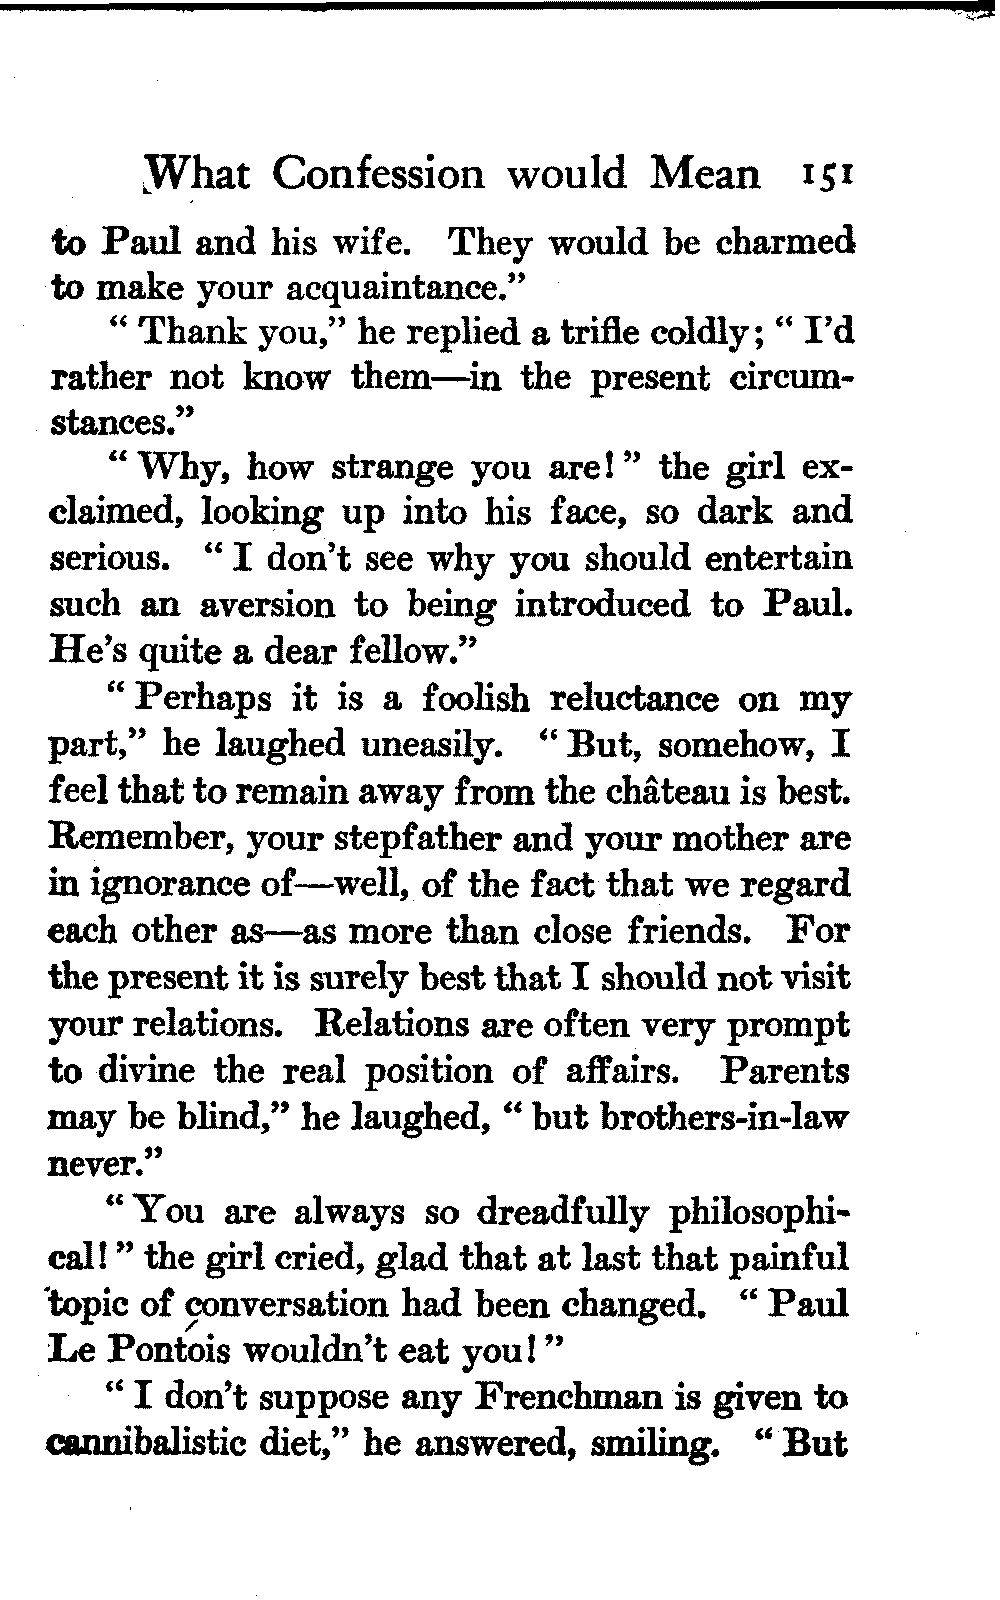 What Confession would Mean 151
to Paul and his wife. They would be charmed
to make your acquaintance.”
“ Thank you,” he replied a trifle coldly; “ I’d
rather not know them—in the present circum-
stances.”
“ Why, how strange you are! ” the girl ex-
claimed, looking up into his face, so dark and
serious. “ I don’t see why you should entertain
such an aversion to being introduced to Paul.
He’s quite a dear fellow.”
“ Perhaps it is a foolish reluctance on my
part,” he laughed uneasily. “ But, somehow, I
feel that to remain away from the château is best.
Remember, your stepfather and your mother are
in ignorance of—well, of the fact that we regard
each other as—as more than close friends. For
the present it is surely best that I should not visit
your relations. Relations are often very prompt
to divine the real position of affairs. Parents
may be blind,” he laughed, “ but brothers-in-law
never.”
“ You are always so dreadfully philosophi-
cal! ” the girl cried, glad that at last that painful
topic of conversation had been changed. “ Paul
Le Pontois wouldn’t eat you! ”
“ I don’t suppose any Frenchman is given to
cannibalistic diet,” he answered, smiling. “ But